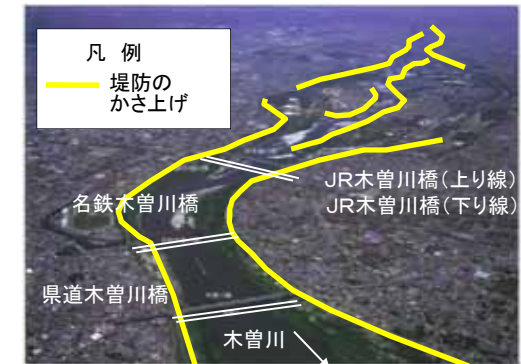 凡 例
堤防の
かさ上げ
JR木曽川橋(上り線)
JR木曽川橋(下り線)
名鉄木曽川橋
県道木曽川橋
木曽川